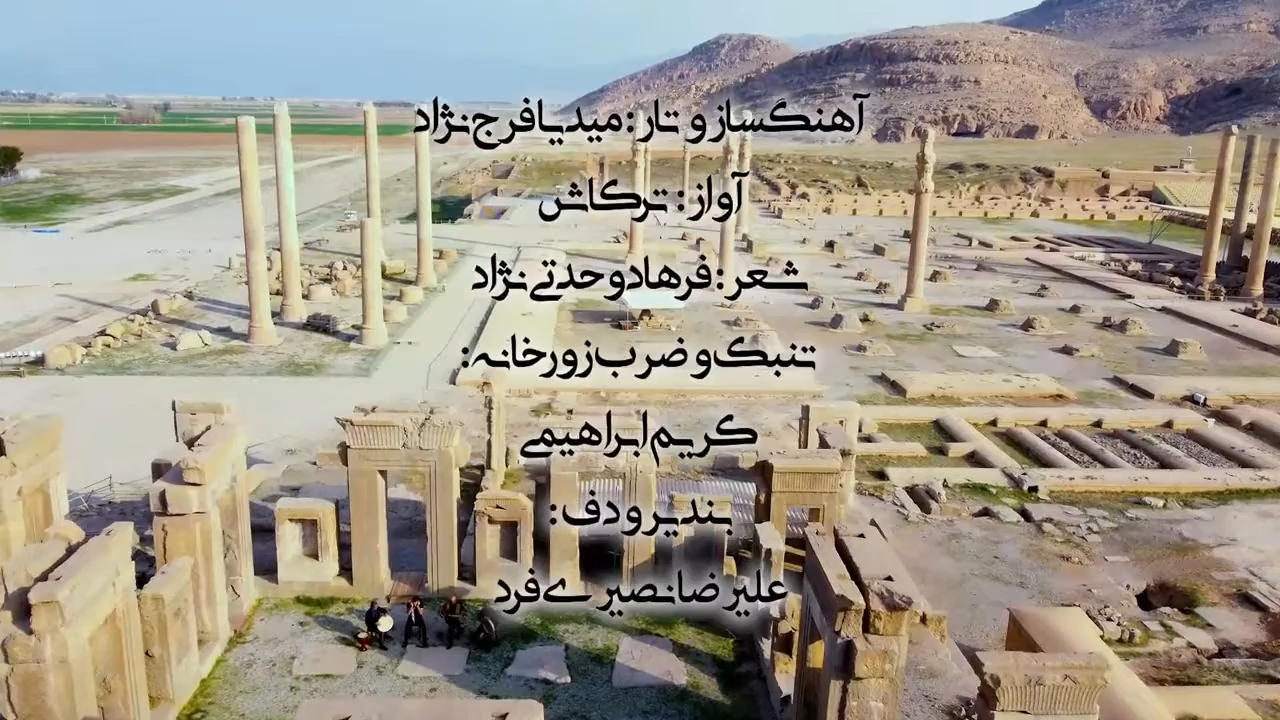 آهنگساز و تار: میدیا فرج‌نژاد
آواز: ترکاش
شعر: فرهاد وحدتی‌نژاد
تنبک و ضرب زورخانه:
کریم ابراهیمی
بندیر و دف:
علیرضا نصیری‌فرد